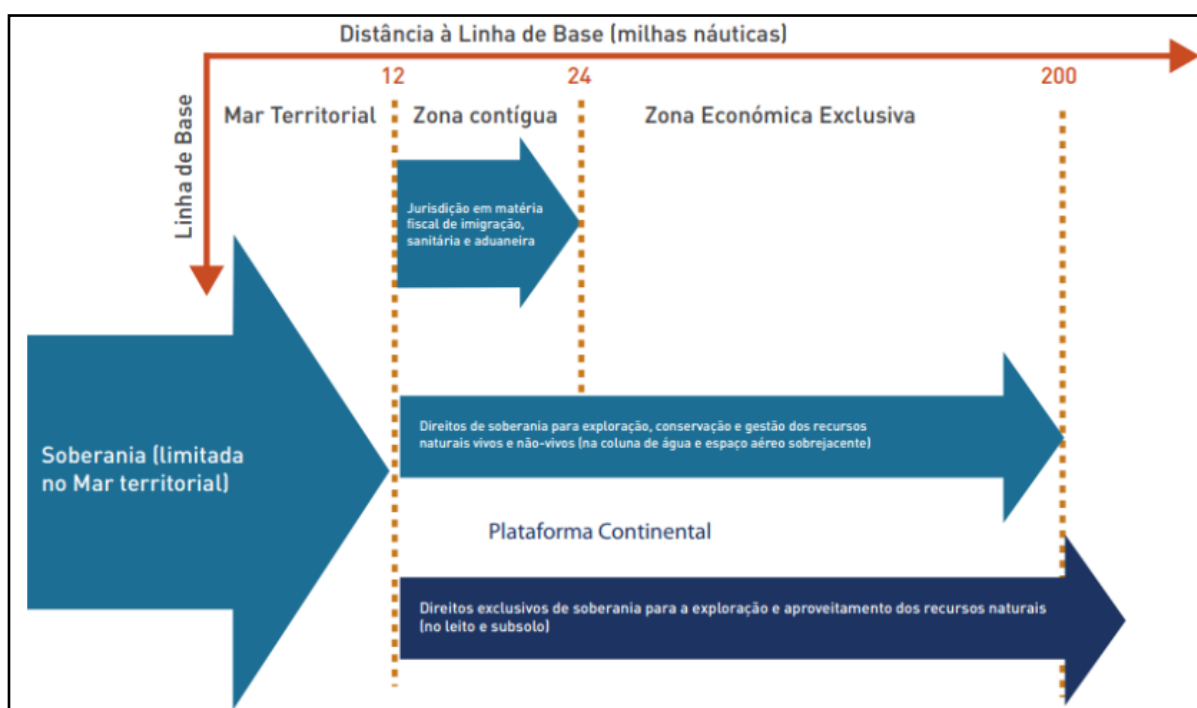 Distância à Linha de Base (milhas náuticas)
12
24
200
Linha de Base
Mar Territorial
Zona contígua
Zona Económica Exclusiva
Jurisdição em matéria
fiscal de imigração,
sanitária e aduaneira
Soberania (limitada
no Mar territorial)
Direitos de soberania para exploração, conservação e gestão dos recursos
naturais vivos e não-vivos (na coluna de água e espaço aéreo sobrejacente)
Plataforma Continental
Direitos exclusivos de soberania para a exploração e aproveitamento dos recursos naturais
(no leito e subsolo)